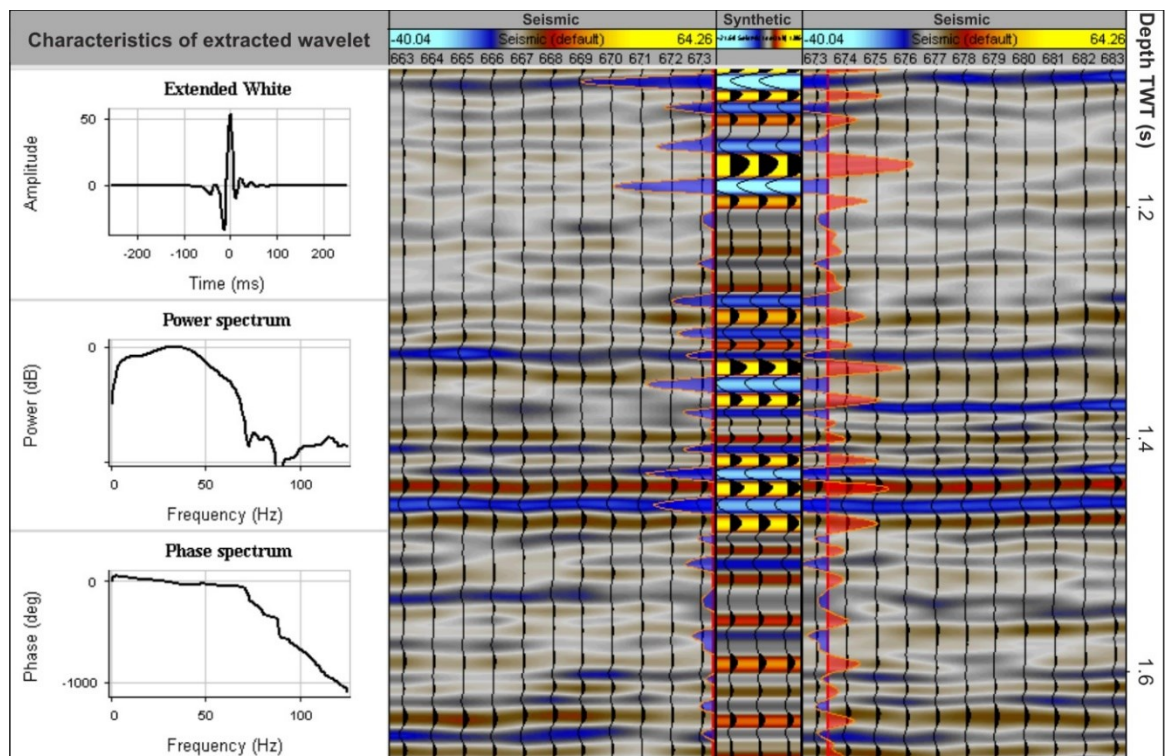 Characteristics of extracted wavelet
Extended White
50
0
Amplitude
-200 -100 0 100 200
Time (ms)
Power spectrum
0
Power (dB)
0 50 100
Frequency (Hz)
Phase spectrum
0
-1000
Phase (deg)
0 50 100
Frequency (Hz)
Seismic Synthetic Seismic
-40.04 Seismic (default) 64.26 -40.04 Seismic (default) 64.26
663 664 665 666 667 668 669 670 671 672 673 673 674 675 676 677 678 679 680 681 682 683
Depth TWT (s)
1.2
1.4
1.6